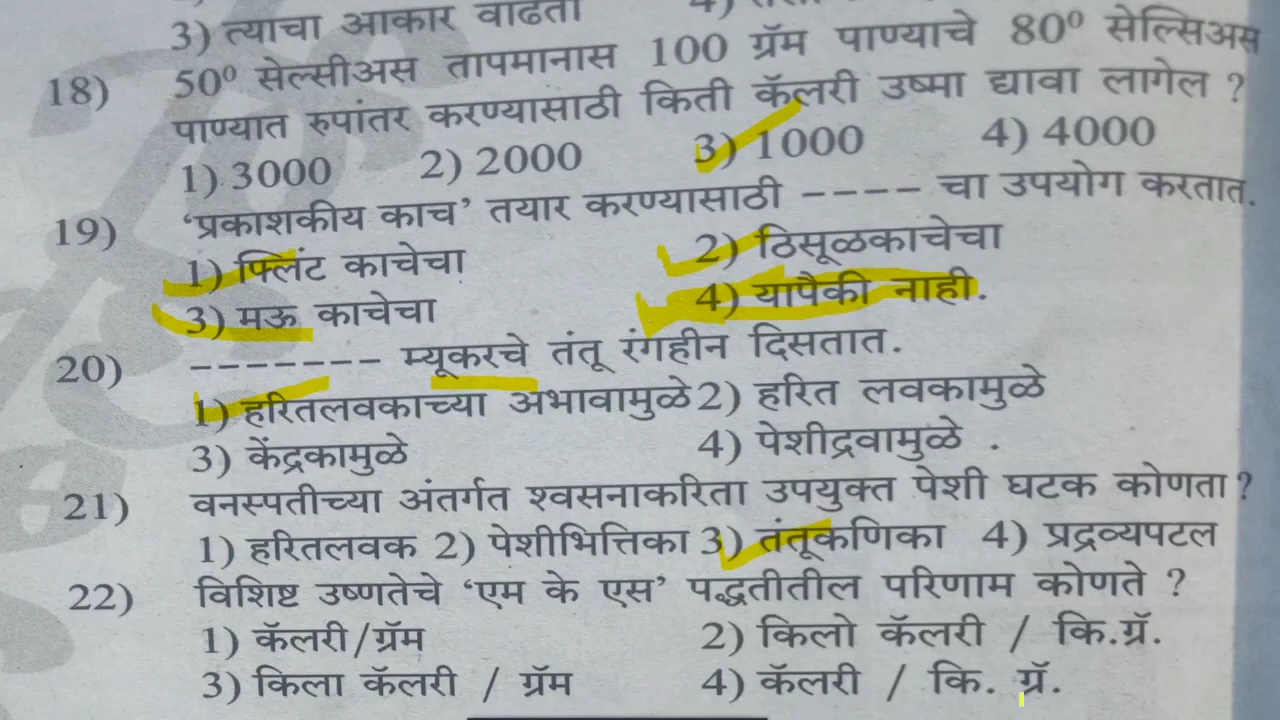 3) त्याचा आकार वाढतो
18) 50⁰ सेल्सीअस तापमानास 100 ग्रॅम पाण्याचे 80⁰ सेल्सिअस
पाण्यात रुपांतर करण्यासाठी किती कॅलरी उष्मा द्यावा लागेल ?
1) 3000 2) 2000 3) 1000 4) 4000
19) ‘प्रकाशकीय काच’ तयार करण्यासाठी ---- चा उपयोग करतात.
1) फ्लिंट काचेचा 2) ठिसूळकाचेचा
3) मऊ काचेचा 4) यापैकी नाही.
20) ------- म्यूकरचे तंतू रंगहीन दिसतात.
1) हरितलवकाच्या अभावामुळे 2) हरित लवकामुळे
3) केंद्रकामुळे 4) पेशीद्रवामुळे .
21) वनस्पतीच्या अंतर्गत श्वसनाकरिता उपयुक्त पेशी घटक कोणता ?
1) हरितलवक 2) पेशीभित्तिका 3) तंतूकणिका 4) प्रद्रव्यपटल
22) विशिष्ट उष्णतेचे ‘एम के एस’ पद्धतीतील परिणाम कोणते ?
1) कॅलरी/ग्रॅम 2) किलो कॅलरी / कि.ग्रॅ.
3) किला कॅलरी / ग्रॅम 4) कॅलरी / कि. ग्रॅ.